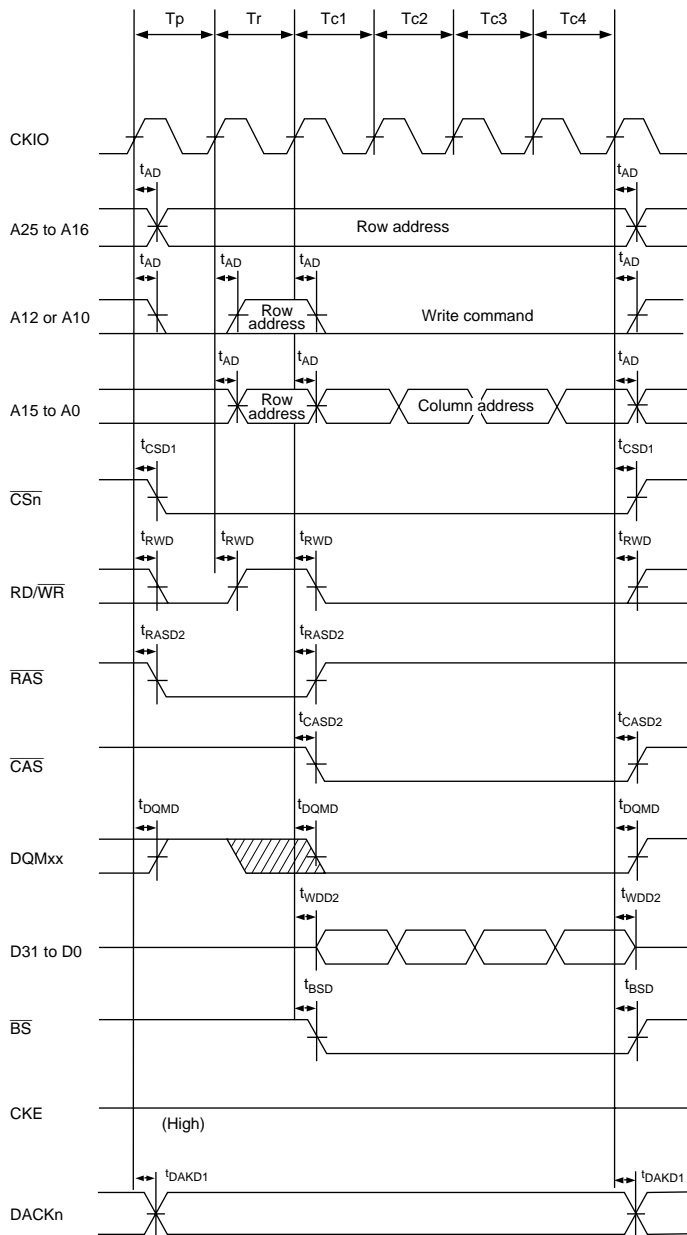 Tp Tr Tc1 Tc2 Tc3 Tc4
CKIO
tAD tAD
A25 to A16 Row address
tAD tAD tAD tAD
A12 or A10 Row address Write command
tAD tAD tAD
A15 to A0 Row address Column address
tCSD1 tCSD1
CSn
tRWD tRWD tRWD tRWD
RD/WR
tRASD2 tRASD2
RAS
tCASD2 tCASD2
CAS
tDQMD tDQMD tDQMD
DQMxx
tWDD2 tWDD2
D31 to D0
tBSD tBSD
BS
CKE
(High)
tDAKD1 tDAKD1
DACKn